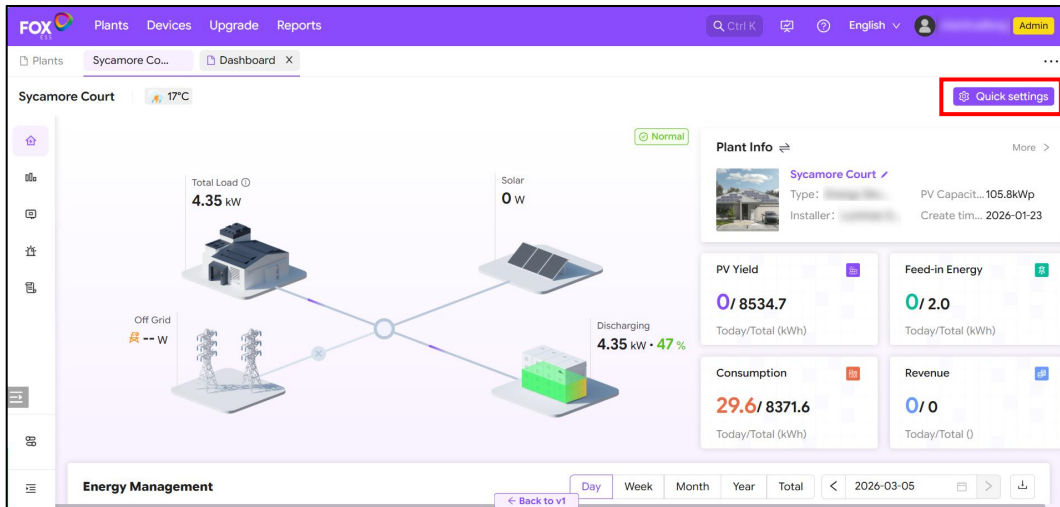 FOX ESS Plants Devices Upgrade Reports Ctrl K English Admin
Plants Sycamore Co... Dashboard X ...
Sycamore Court 17°C Quick settings
Normal
Total Load
4.35 kW
Solar
0 W
Off Grid
-- W
Discharging
4.35 kW • 47 %
Plant Info More >
Sycamore Court
Type: PV Capacit... 105.8kWp
Installer: Create tim... 2026-01-23
PV Yield
0/ 8534.7
Today/Total (kWh)
Feed-in Energy
0/ 2.0
Today/Total (kWh)
Consumption
29.6/ 8371.6
Today/Total (kWh)
Revenue
0/ 0
Today/Total ()
Energy Management Day Week Month Year Total < 2026-03-05 >
← Back to v1